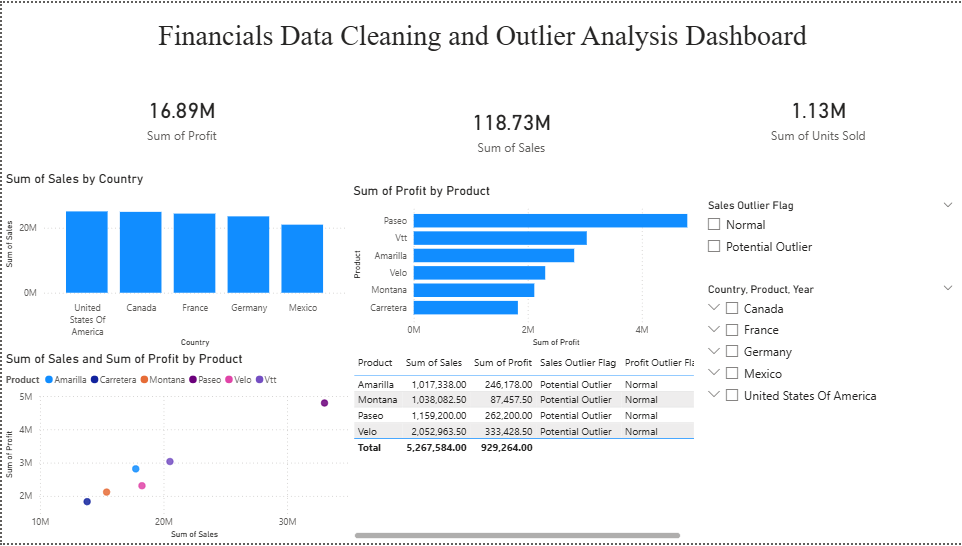 Financials Data Cleaning and Outlier Analysis Dashboard
16.89M
Sum of Profit
118.73M
Sum of Sales
1.13M
Sum of Units Sold
Sum of Sales by Country
Sum of Sales
20M
0M
United
States Of
America
Canada
France
Germany
Mexico
Country
Sum of Profit by Product
Product
Paseo
Vtt
Amarilla
Velo
Montana
Carretera
0M 2M 4M
Sum of Profit
Sales Outlier Flag
Normal
Potential Outlier
Country, Product, Year
Canada
France
Germany
Mexico
United States Of America
Sum of Sales and Sum of Profit by Product
Product Amarilla Carretera Montana Paseo Velo Vtt
Sum of Profit
5M
4M
3M
2M
10M 20M 30M
Sum of Sales
Product Sum of Sales Sum of Profit Sales Outlier Flag Profit Outlier Fla
Amarilla 1,017,338.00 246,178.00 Potential Outlier Normal
Montana 1,038,082.50 87,457.50 Potential Outlier Normal
Paseo 1,159,200.00 262,200.00 Potential Outlier Normal
Velo 2,052,963.50 333,428.50 Potential Outlier Normal
Total 5,267,584.00 929,264.00